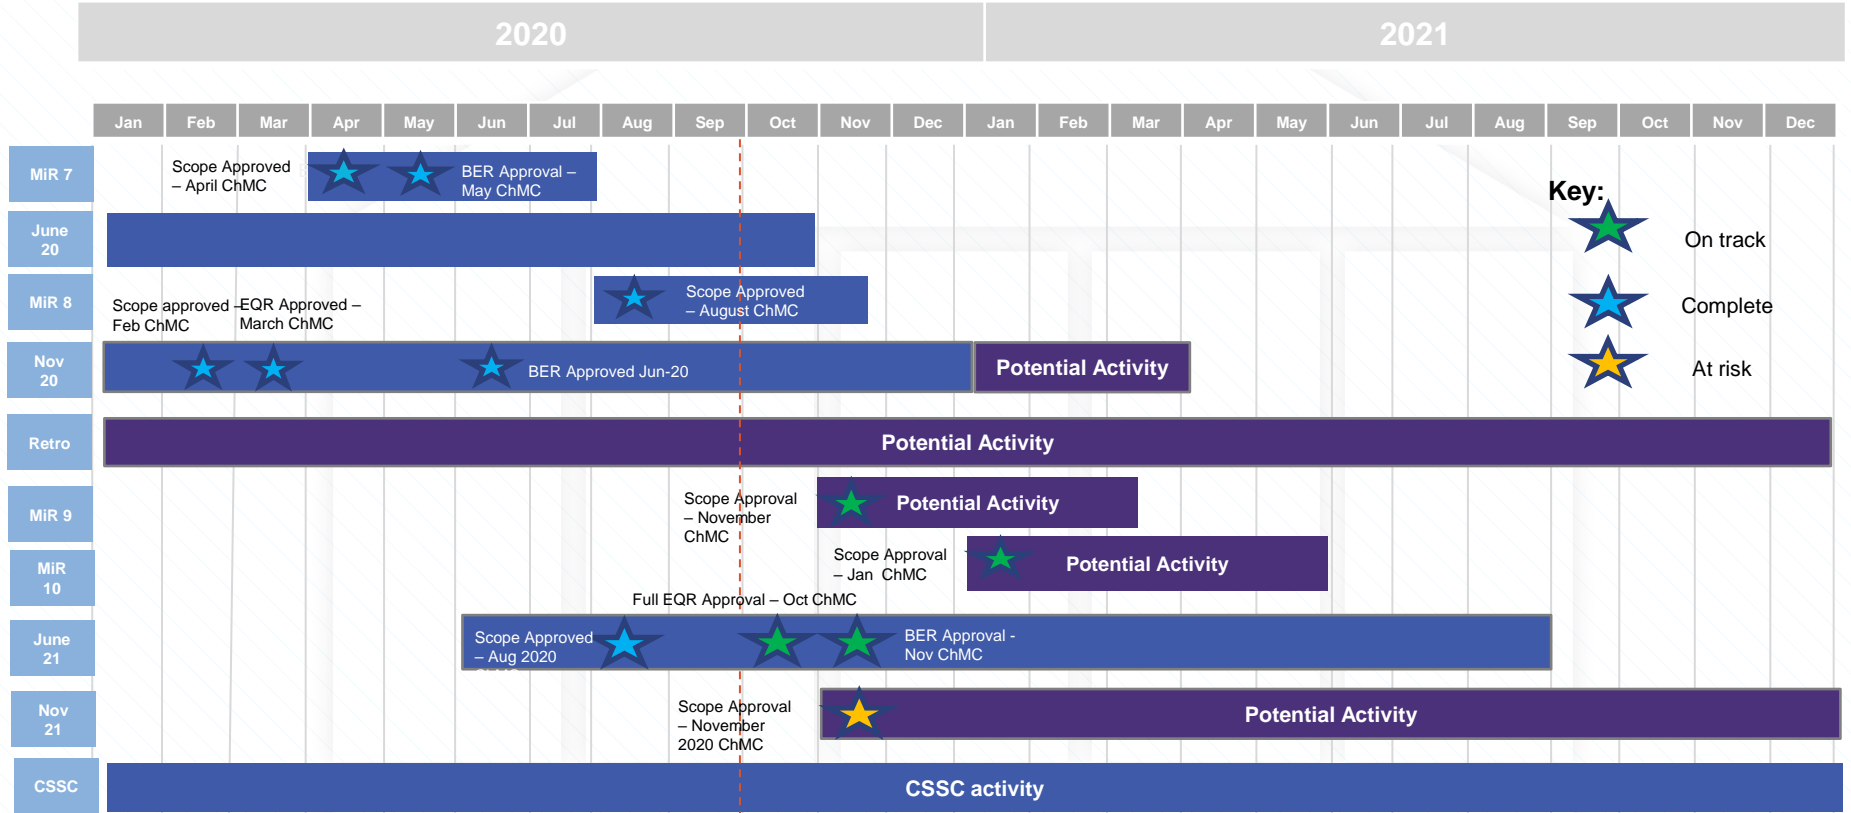 2020
2021
Jan Feb Mar Apr May Jun Jul Aug Sep Oct Nov Dec Jan Feb Mar Apr May Jun Jul Aug Sep Oct Nov Dec
MiR 7
Scope Approved
– April ChMC
BER Approval –
May ChMC
Key:
On track
Complete
At risk
June
20
MiR 8
Scope Approved
– August ChMC
Scope approved –
Feb ChMC
EQR Approved –
March ChMC
Nov
20
BER Approved Jun-20
Potential Activity
Retro
Potential Activity
MiR 9
Scope Approval
– November
ChMC
Potential Activity
MiR
10
Scope Approval
– Jan ChMC
Potential Activity
Full EQR Approval – Oct ChMC
June
21
Scope Approved
– Aug 2020
BER Approval -
Nov ChMC
Nov
21
Scope Approval
– November
2020 ChMC
Potential Activity
CSSC
CSSC activity